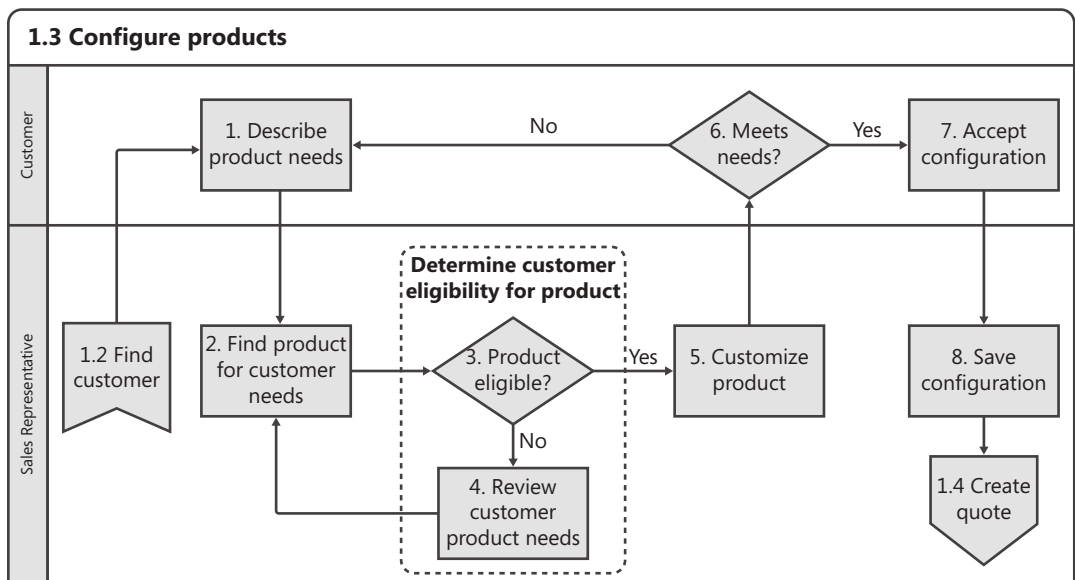 1.3 Configure products
Customer
1. Describe
product needs
No
6. Meets
needs?
Yes
7. Accept
configuration
Sales Representative
1.2 Find
customer
2. Find product
for customer
needs
Determine customer
eligibility for product
3. Product
eligible?
Yes
No
4. Review
customer
product needs
5. Customize
product
8. Save
configuration
1.4 Create
quote